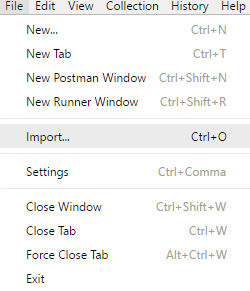 File Edit View Collection History Help
New... Ctrl+N
New Tab Ctrl+T
New Postman Window Ctrl+Shift+N
New Runner Window Ctrl+Shift+R
Import... Ctrl+O
Settings Ctrl+Comma
Close Window Ctrl+Shift+W
Close Tab Ctrl+W
Force Close Tab Alt+Ctrl+W
Exit